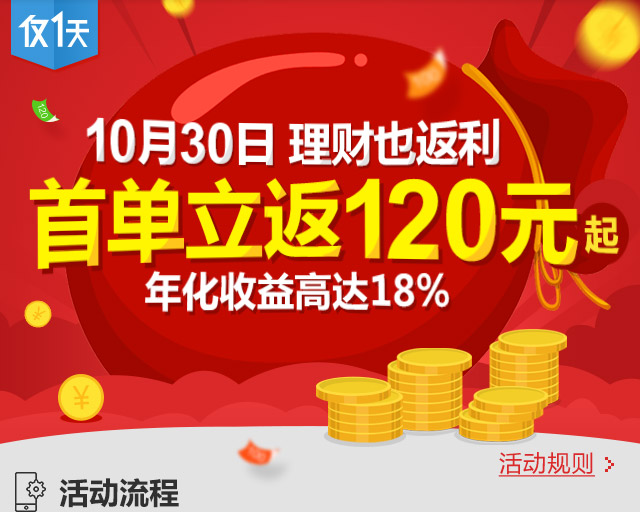 仅1天
10月30日 理财也返利
首单立返120元起
年化收益高达18%
活动规则
活动流程